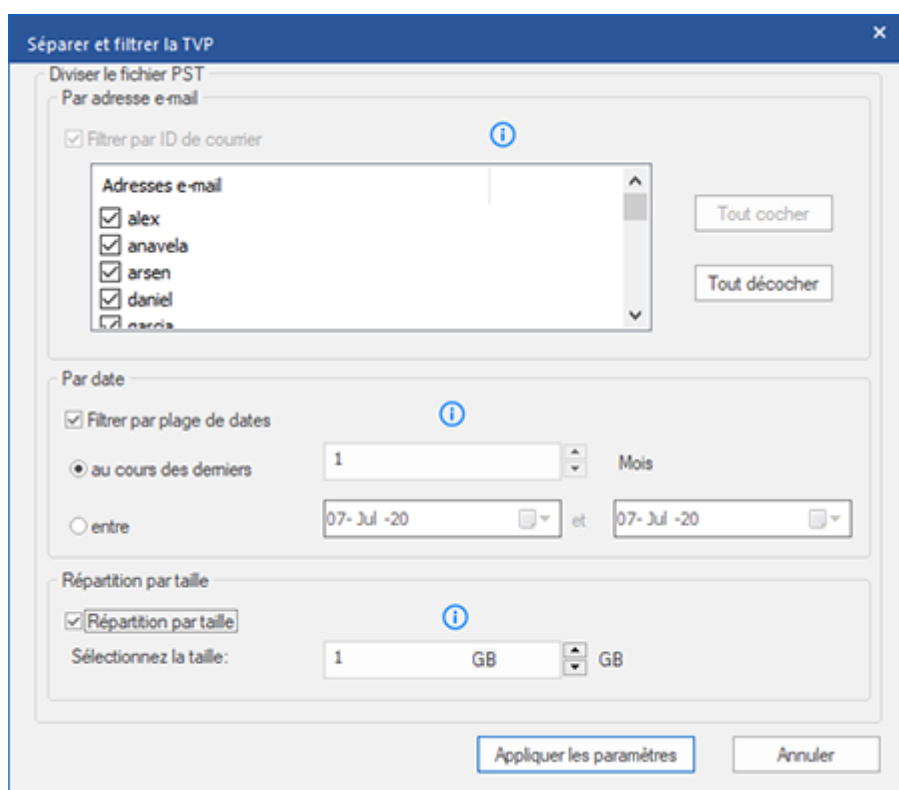 Séparer et filtrer la TVP
Diviser le fichier PST
Par adresse e-mail
Filtrer par ID de courrier
Adresses e-mail
alex
anavela
arsen
daniel
garcia
Tout cocher
Tout décocher
Par date
Filtrer par plage de dates
au cours des derniers
1
Mois
entre
07- Jul -20
et
07- Jul -20
Répartition par taille
Répartition par taille
Sélectionnez la taille:
1 GB
GB
Appliquer les paramètres
Annuler